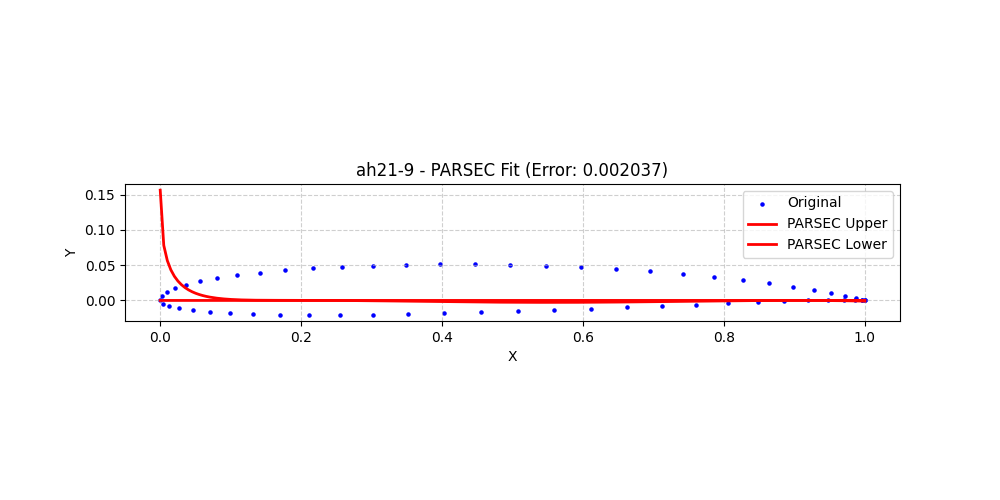 ah21-9 - PARSEC Fit (Error: 0.002037)
0.15
0.10
0.05
0.00
Y
Original
PARSEC Upper
PARSEC Lower
0.0 0.2 0.4 0.6 0.8 1.0
X